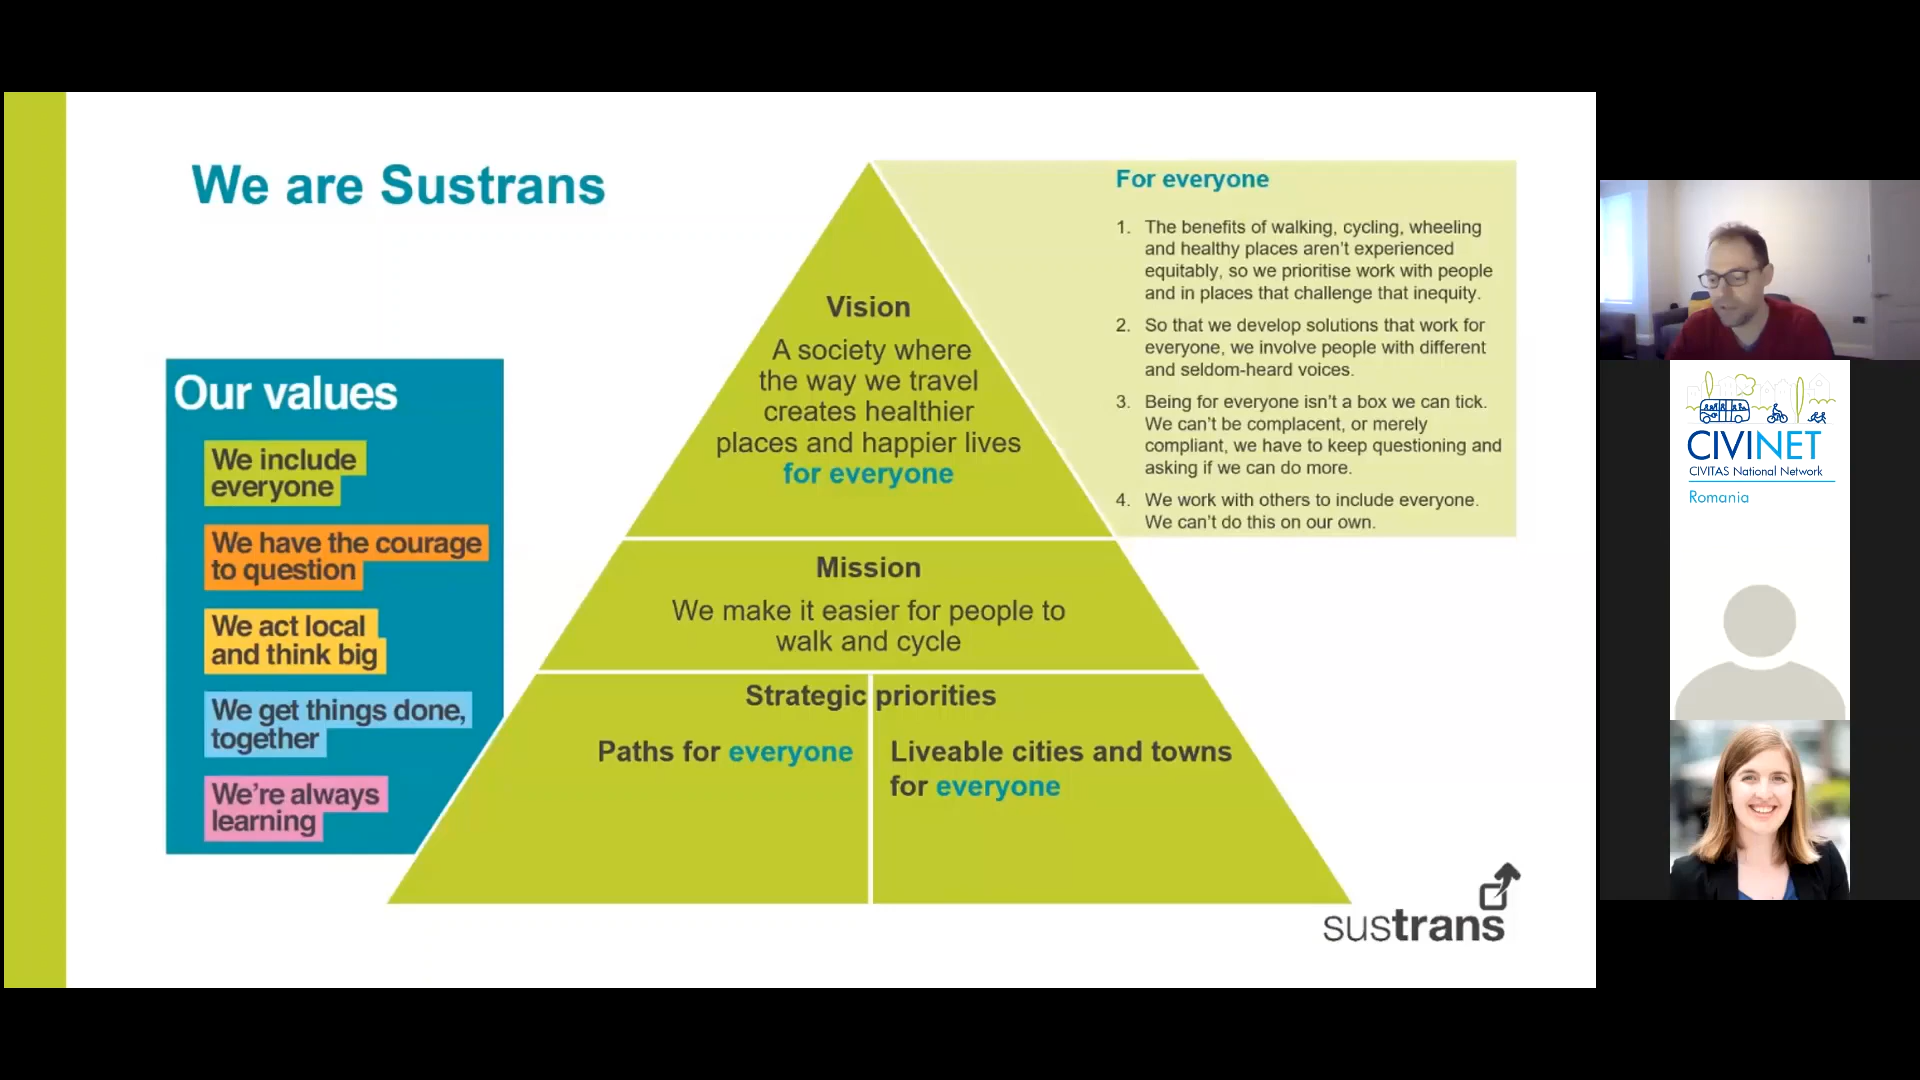 We are Sustrans
Our values
We include
everyone
We have the courage
to question
We act local
and think big
We get things done,
together
We're always
learning
Vision
A society where
the way we travel
creates healthier
places and happier lives
for everyone
Mission
We make it easier for people to
walk and cycle
Strategic priorities
Paths for everyone
Liveable cities and towns
for everyone
For everyone
1. The benefits of walking, cycling, wheeling
and healthy places aren't experienced
equitably, so we prioritise work with people
and in places that challenge that inequity.
2. So that we develop solutions that work for
everyone, we involve people with different
and seldom-heard voices.
3. Being for everyone isn't a box we can tick.
We can't be complacent, or merely
compliant, we have to keep questioning and
asking if we can do more.
4. We work with others to include everyone.
We can't do this on our own.
sustrans
CIVINET
CIVITAS National Network
Romania